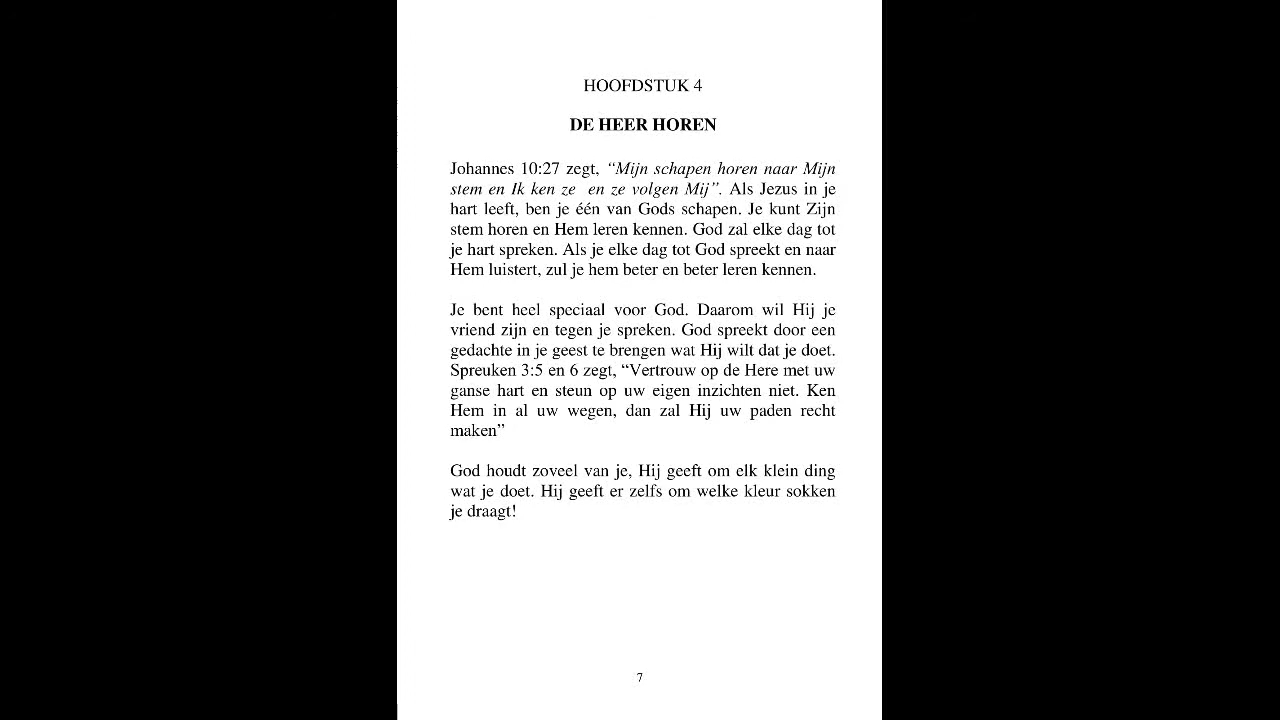 HOOFDSTUK 4
DE HEER HOREN
Johannes 10:27 zegt, “Mijn schapen horen naar Mijn
stem en Ik ken ze  en ze volgen Mij”. Als Jezus in je
hart leeft, ben je één van Gods schapen. Je kunt Zijn
stem horen en Hem leren kennen. God zal elke dag tot
je hart spreken. Als je elke dag tot God spreekt en naar
Hem luistert, zul je hem beter en beter leren kennen.
Je bent heel speciaal voor God. Daarom wil Hij je
vriend zijn en tegen je spreken. God spreekt door een
gedachte in je geest te brengen wat Hij wilt dat je doet.
Spreuken 3:5 en 6 zegt, “Vertrouw op de Here met uw
ganse hart en steun op uw eigen inzichten niet. Ken
Hem in al uw wegen, dan zal Hij uw paden recht
maken”
God houdt zoveel van je, Hij geeft om elk klein ding
wat je doet. Hij geeft er zelfs om welke kleur sokken
je draagt!
7